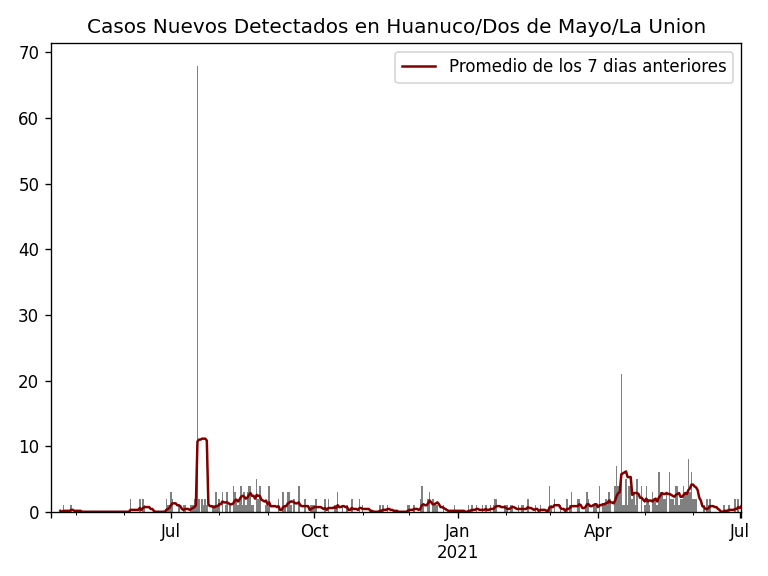 Casos Nuevos Detectados en Huanuco/Dos de Mayo/La Union
Promedio de los 7 dias anteriores
70
60
50
40
30
20
10
0
Jul
Oct
Jan
2021
Apr
Jul